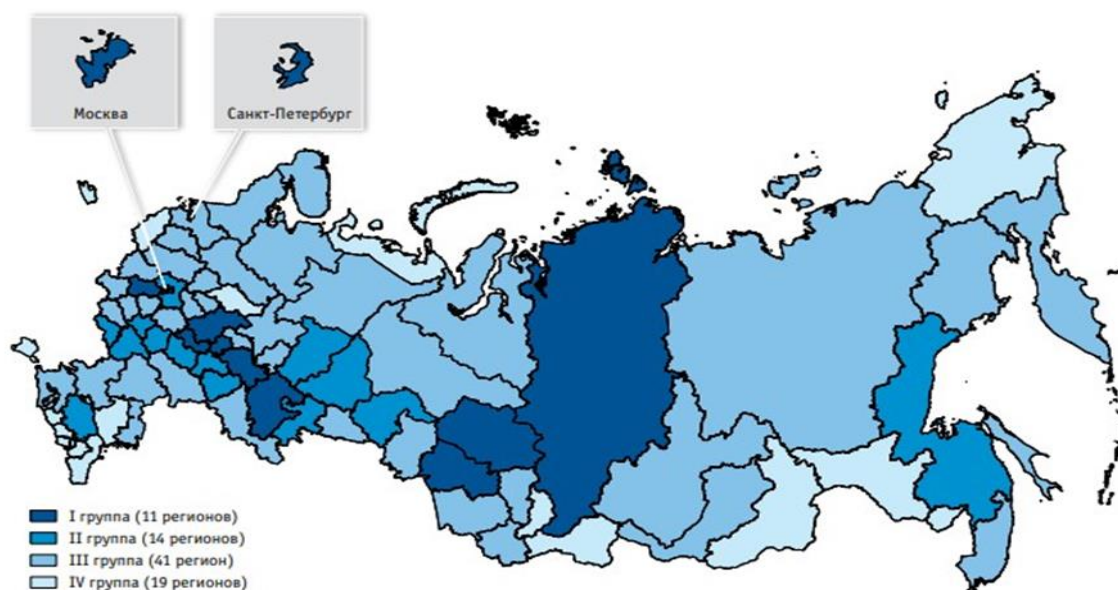 Москва
Санкт-Петербург
I группа (11 регионов)
II группа (14 регионов)
III группа (41 регион)
IV группа (19 регионов)